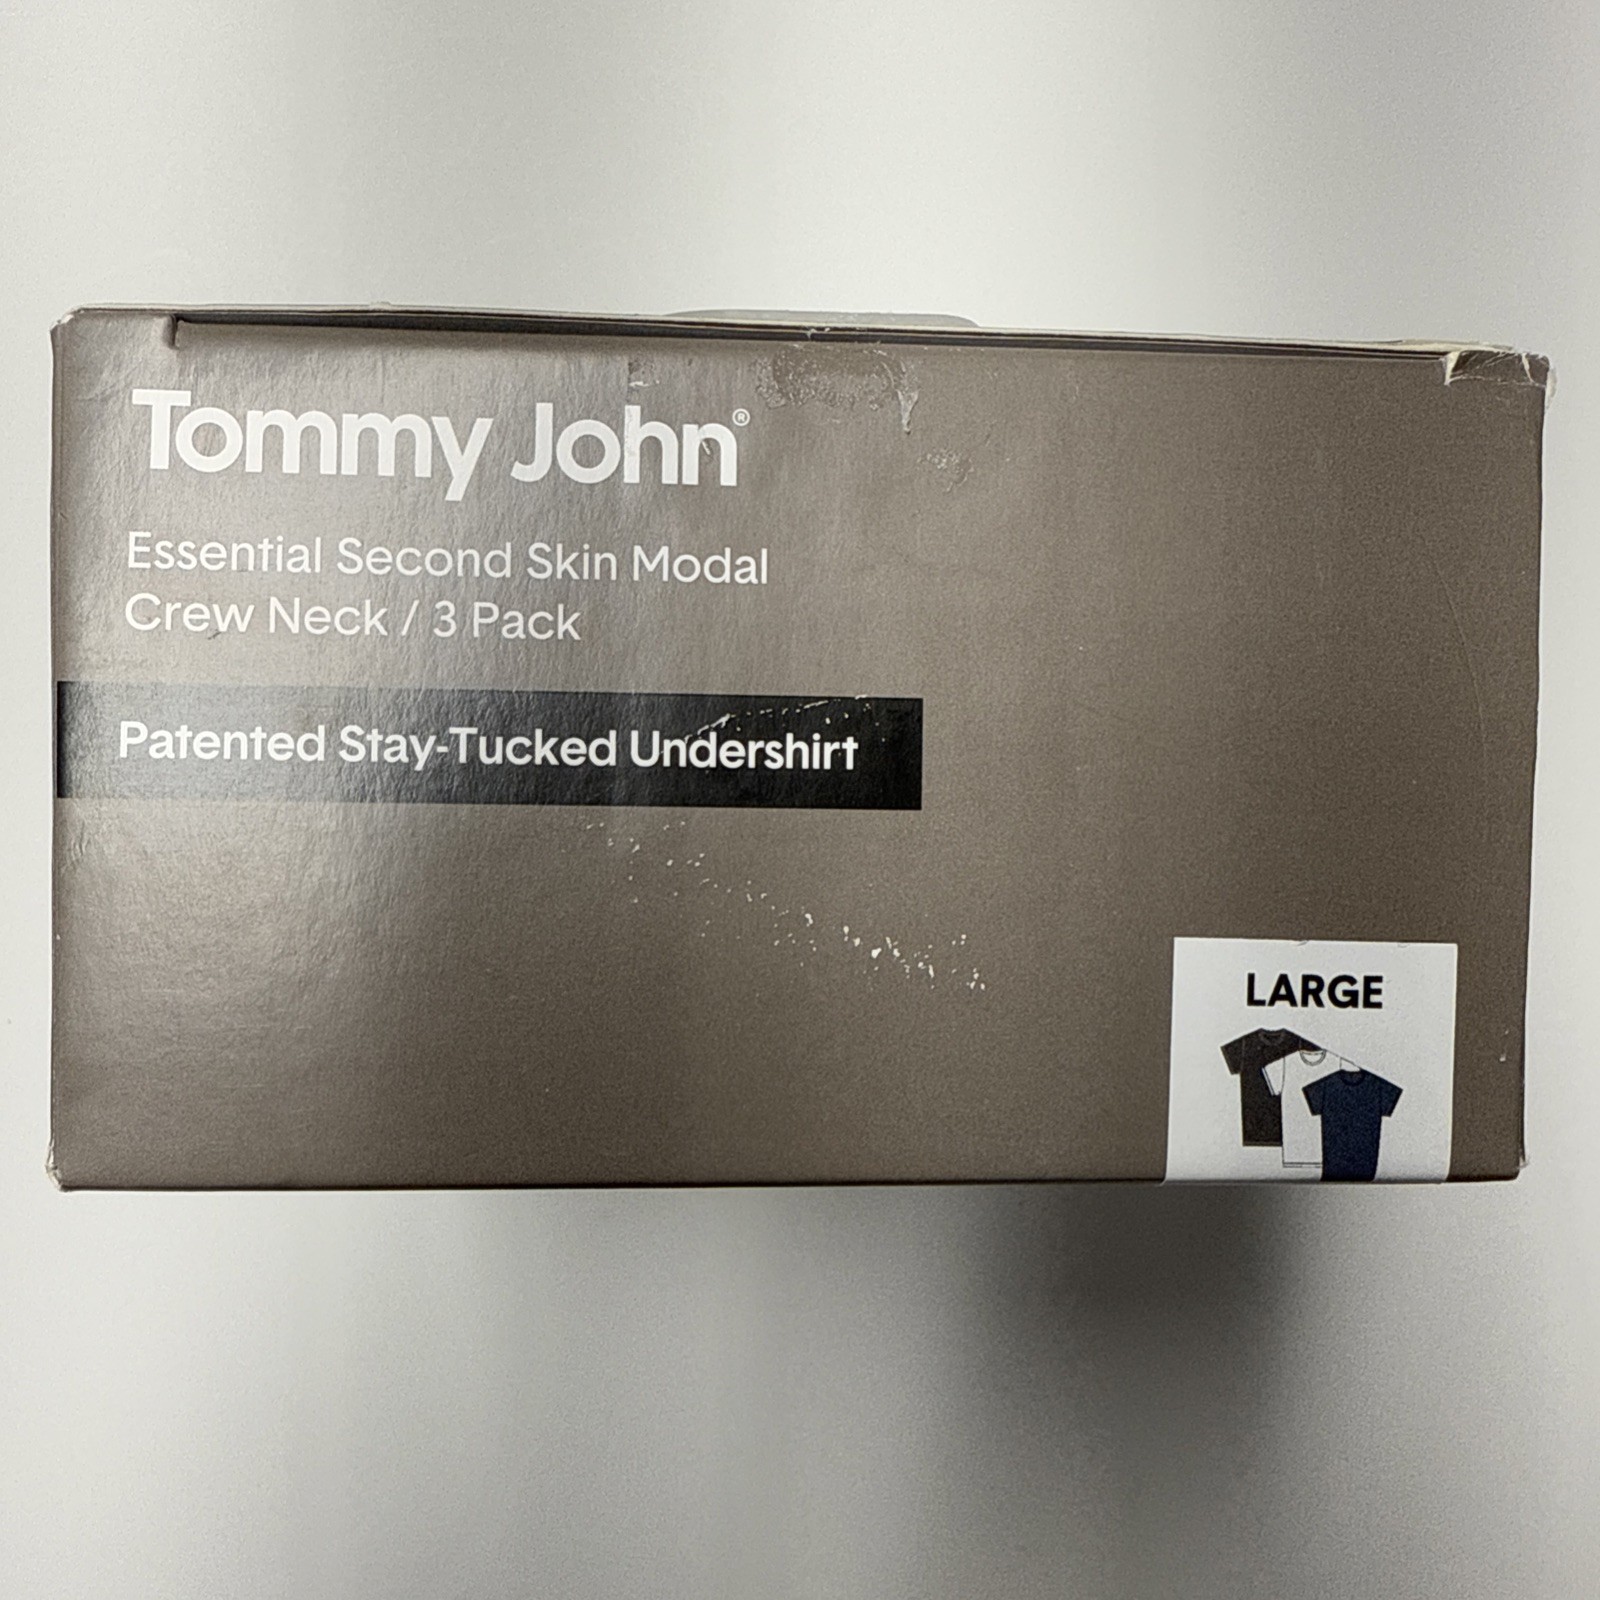 Tommy John®
Essential Second Skin Modal
Crew Neck / 3 Pack
Patented Stay-Tucked Undershirt
LARGE